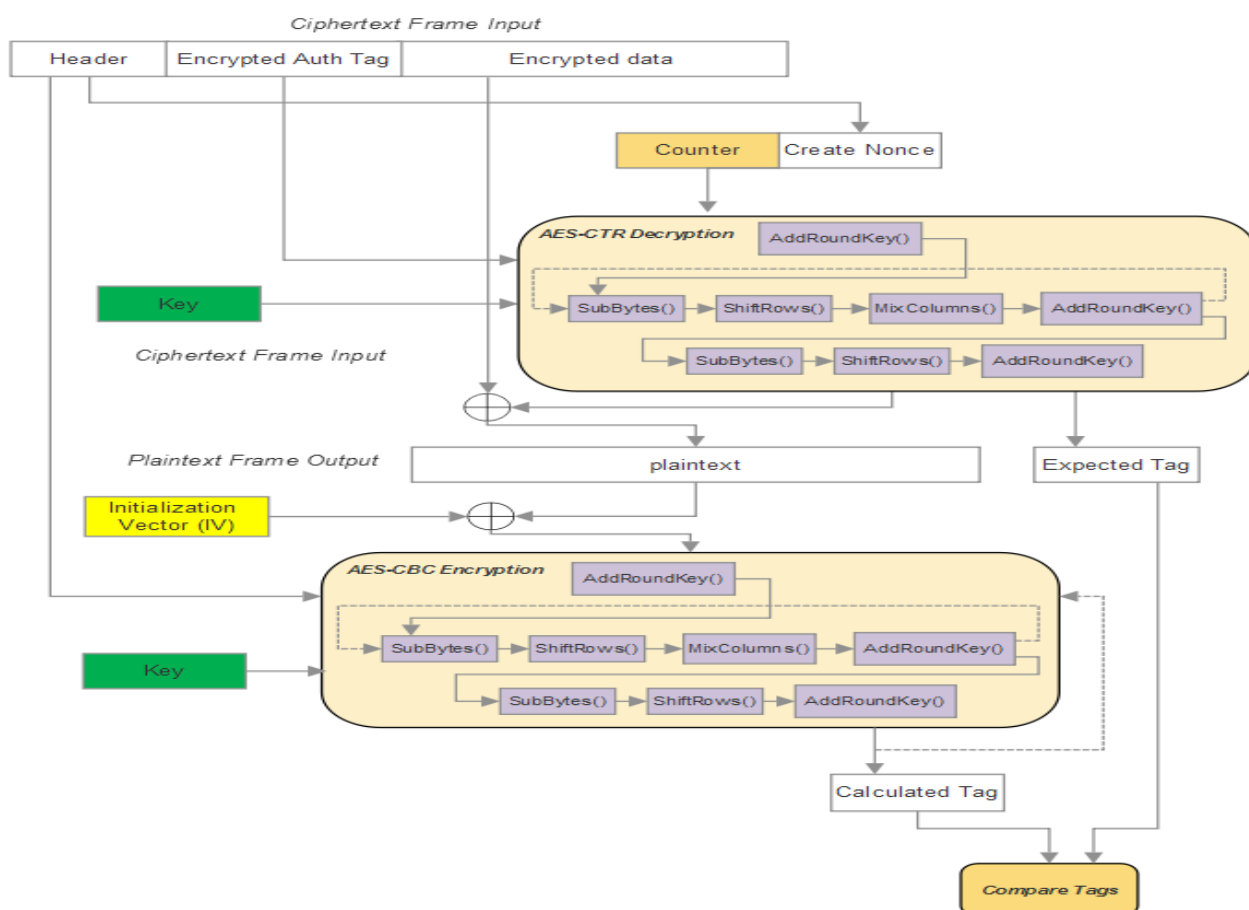 Ciphertext Frame Input
Header Encrypted Auth Tag Encrypted data
Counter Create Nonce
AES-CTR Decryption AddRoundKey()
Key
SubBytes() ShiftRows() MixColumns() AddRoundKey()
Ciphertext Frame Input
SubBytes() ShiftRows() AddRoundKey()
Plaintext Frame Output
plaintext
Expected Tag
Initialization
Vector (IV)
AES-CBC Encryption AddRoundKey()
SubBytes() ShiftRows() MixColumns() AddRoundKey()
Key
SubBytes() ShiftRows() AddRoundKey()
Calculated Tag
Compare Tags